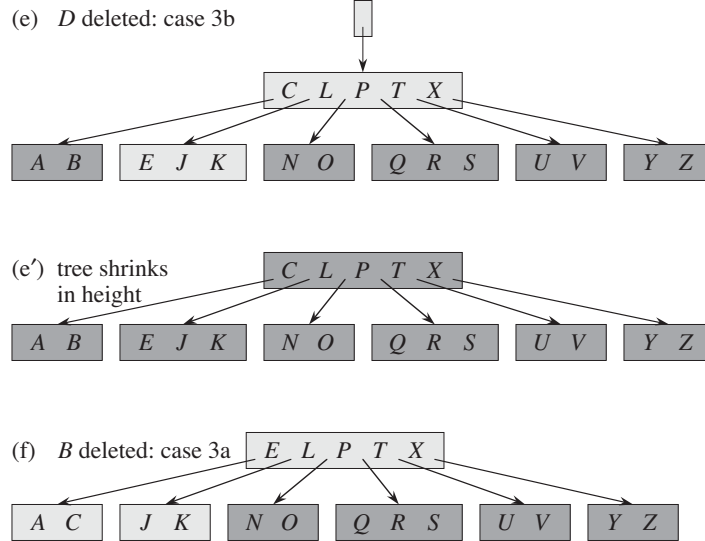 (e) D deleted: case 3b
C L P T X
A B E J K N O Q R S U V Y Z
(e′) tree shrinks
in height
C L P T X
A B E J K N O Q R S U V Y Z
(f) B deleted: case 3a
E L P T X
A C J K N O Q R S U V Y Z